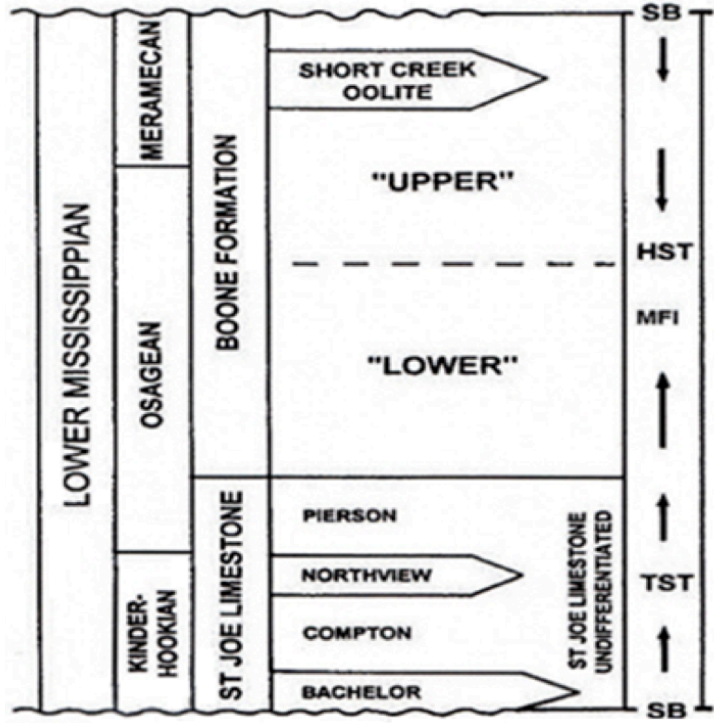 SB
SHORT CREEK
OOLITE
MERAMECAN
"UPPER"
BOONE FORMATION
HST
LOWER MISSISSIPPIAN
MFI
OSAGEAN
"LOWER"
PIERSON
ST JOE LIMESTONE
UNDIFFERENTIATED
NORTHVIEW
TST
ST JOE LIMESTONE
KINDER-
HOOKIAN
COMPTON
BACHELOR
SB